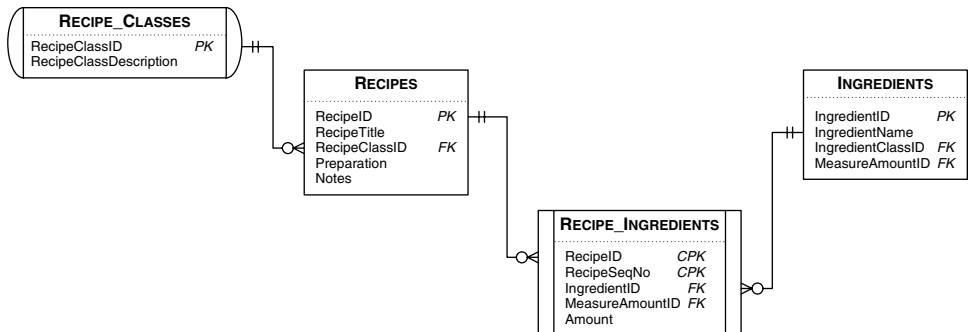 RECIPE_CLASSES
RecipeClassID PK
RecipeClassDescription
RECIPES
RecipeID PK
RecipeTitle
RecipeClassID FK
Preparation
Notes
INGREDIENTS
IngredientID PK
IngredientName
IngredientClassID FK
MeasureAmountID FK
RECIPE_INGREDIENTS
RecipeID CPK
RecipeSeqNo CPK
IngredientID FK
MeasureAmountID FK
Amount